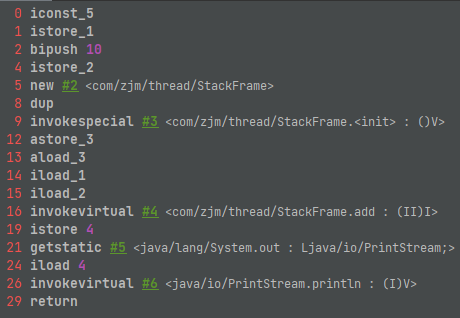 0 iconst_5
1 istore_1
2 bipush 10
4 istore_2
5 new #2 <com/zjm/thread/StackFrame>
8 dup
9 invokespecial #3 <com/zjm/thread/StackFrame.<init> : ()V>
12 astore_3
13 aload_3
14 iload_1
15 iload_2
16 invokevirtual #4 <com/zjm/thread/StackFrame.add : (II)I>
19 istore 4
21 getstatic #5 <java/lang/System.out : Ljava/io/PrintStream;>
24 iload 4
26 invokevirtual #6 <java/io/PrintStream.println : (I)V>
29 return